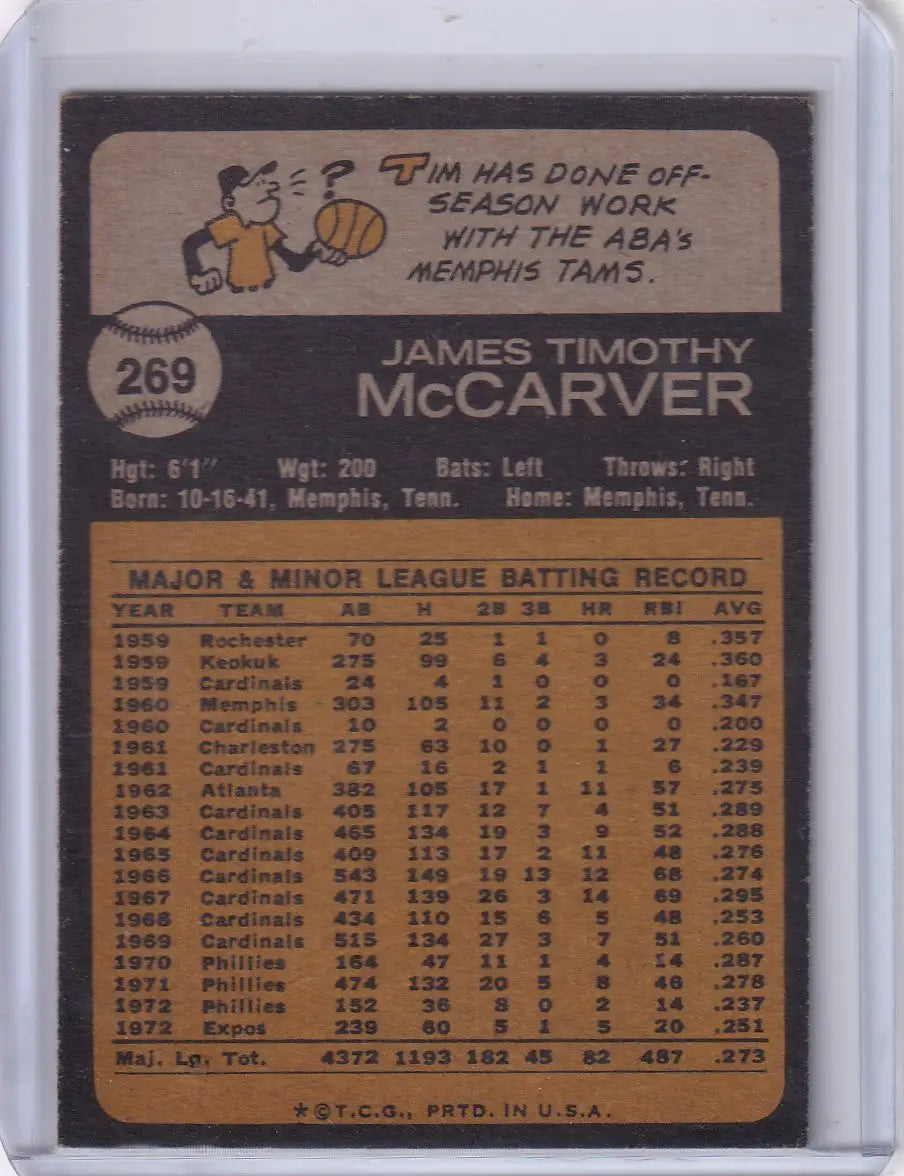 ?
TIM HAS DONE OFF-
SEASON WORK
WITH THE ABA'S
MEMPHIS TAMS.
269
JAMES TIMOTHY
McCARVER
Hgt: 6'1" Wgt: 200 Bats: Left Throws: Right
Born: 10-16-41, Memphis, Tenn. Home: Memphis, Tenn.
MAJOR & MINOR LEAGUE BATTING RECORD
YEAR TEAM AB H 2B 3B HR RBI AVG
1959 Rochester 70 25 1 1 0 8 .357
1959 Keokuk 275 99 6 4 3 24 .360
1959 Cardinals 24 4 1 0 0 0 .167
1960 Memphis 303 105 11 2 3 34 .347
1960 Cardinals 10 2 0 0 0 0 .200
1961 Charleston 275 63 10 0 1 27 .229
1961 Cardinals 67 16 2 1 1 6 .239
1962 Atlanta 382 105 17 1 11 57 .275
1963 Cardinals 405 117 12 7 4 51 .289
1964 Cardinals 465 134 19 3 9 52 .288
1965 Cardinals 409 113 17 2 11 48 .276
1966 Cardinals 543 149 19 13 12 68 .274
1967 Cardinals 471 139 26 3 14 69 .295
1968 Cardinals 434 110 15 6 5 48 .253
1969 Cardinals 515 134 27 3 7 51 .260
1970 Phillies 164 47 11 1 4 14 .287
1971 Phillies 474 132 20 5 8 46 .278
1972 Phillies 152 36 8 0 2 14 .237
1972 Expos 239 60 5 1 5 20 .251
Maj. Lg. Tot. 4372 1193 182 45 82 487 .273
*©T.C.G., PRTD. IN U.S.A.